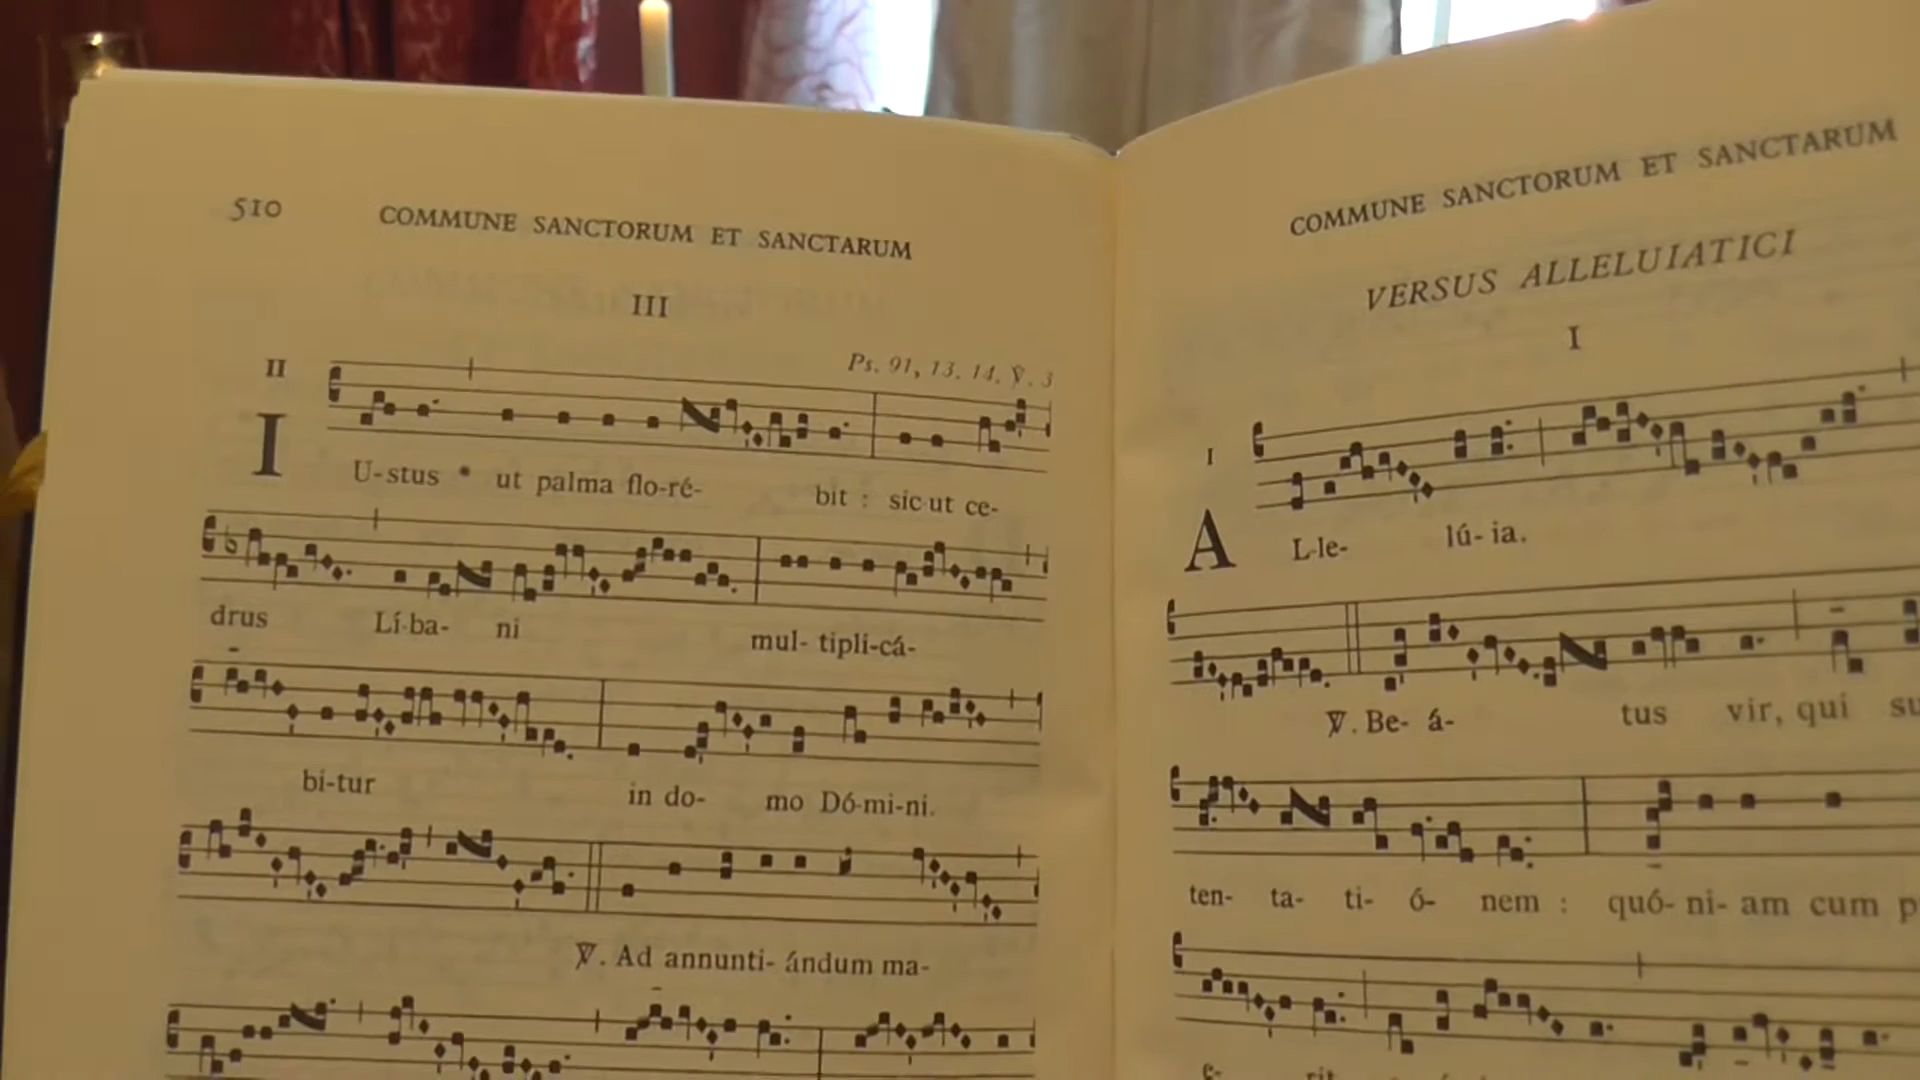 510 COMMUNE SANCTORUM ET SANCTARUM
III
II Ps. 91, 13. 14. ℣. 3
IU-stus * ut palma flo-ré- bit : sic-ut ce-
drus Lí-ba- ni mul- tipli-cá-
bi-tur in do- mo Dó-mi-ni.
℣. Ad annunti- ándum ma-
COMMUNE SANCTORUM ET SANCTARUM
VERSUS ALLELUIATICI
I
I
AL-le- lú- ia.
℣. Be- á- tus vir, qui
ten- ta- ti- ó- nem : quó- ni- am cum